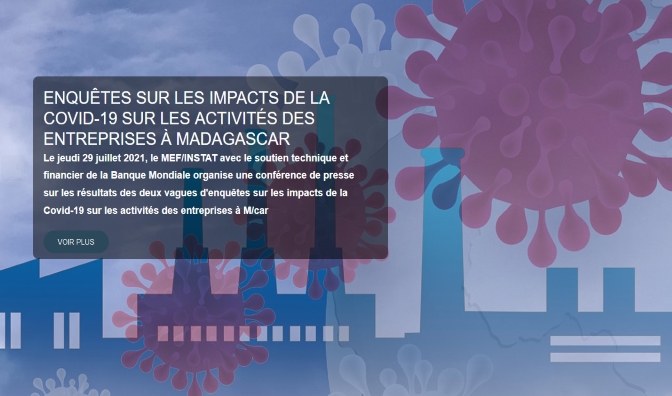 ENQUÊTES SUR LES IMPACTS DE LA
COVID-19 SUR LES ACTIVITÉS DES
ENTREPRISES À MADAGASCAR
Le jeudi 29 juillet 2021, le MEF/INSTAT avec le soutien technique et
financier de la Banque Mondiale organise une conférence de presse
sur les résultats des deux vagues d'enquêtes sur les impacts de la
Covid-19 sur les activités des entreprises à M/car
VOIR PLUS